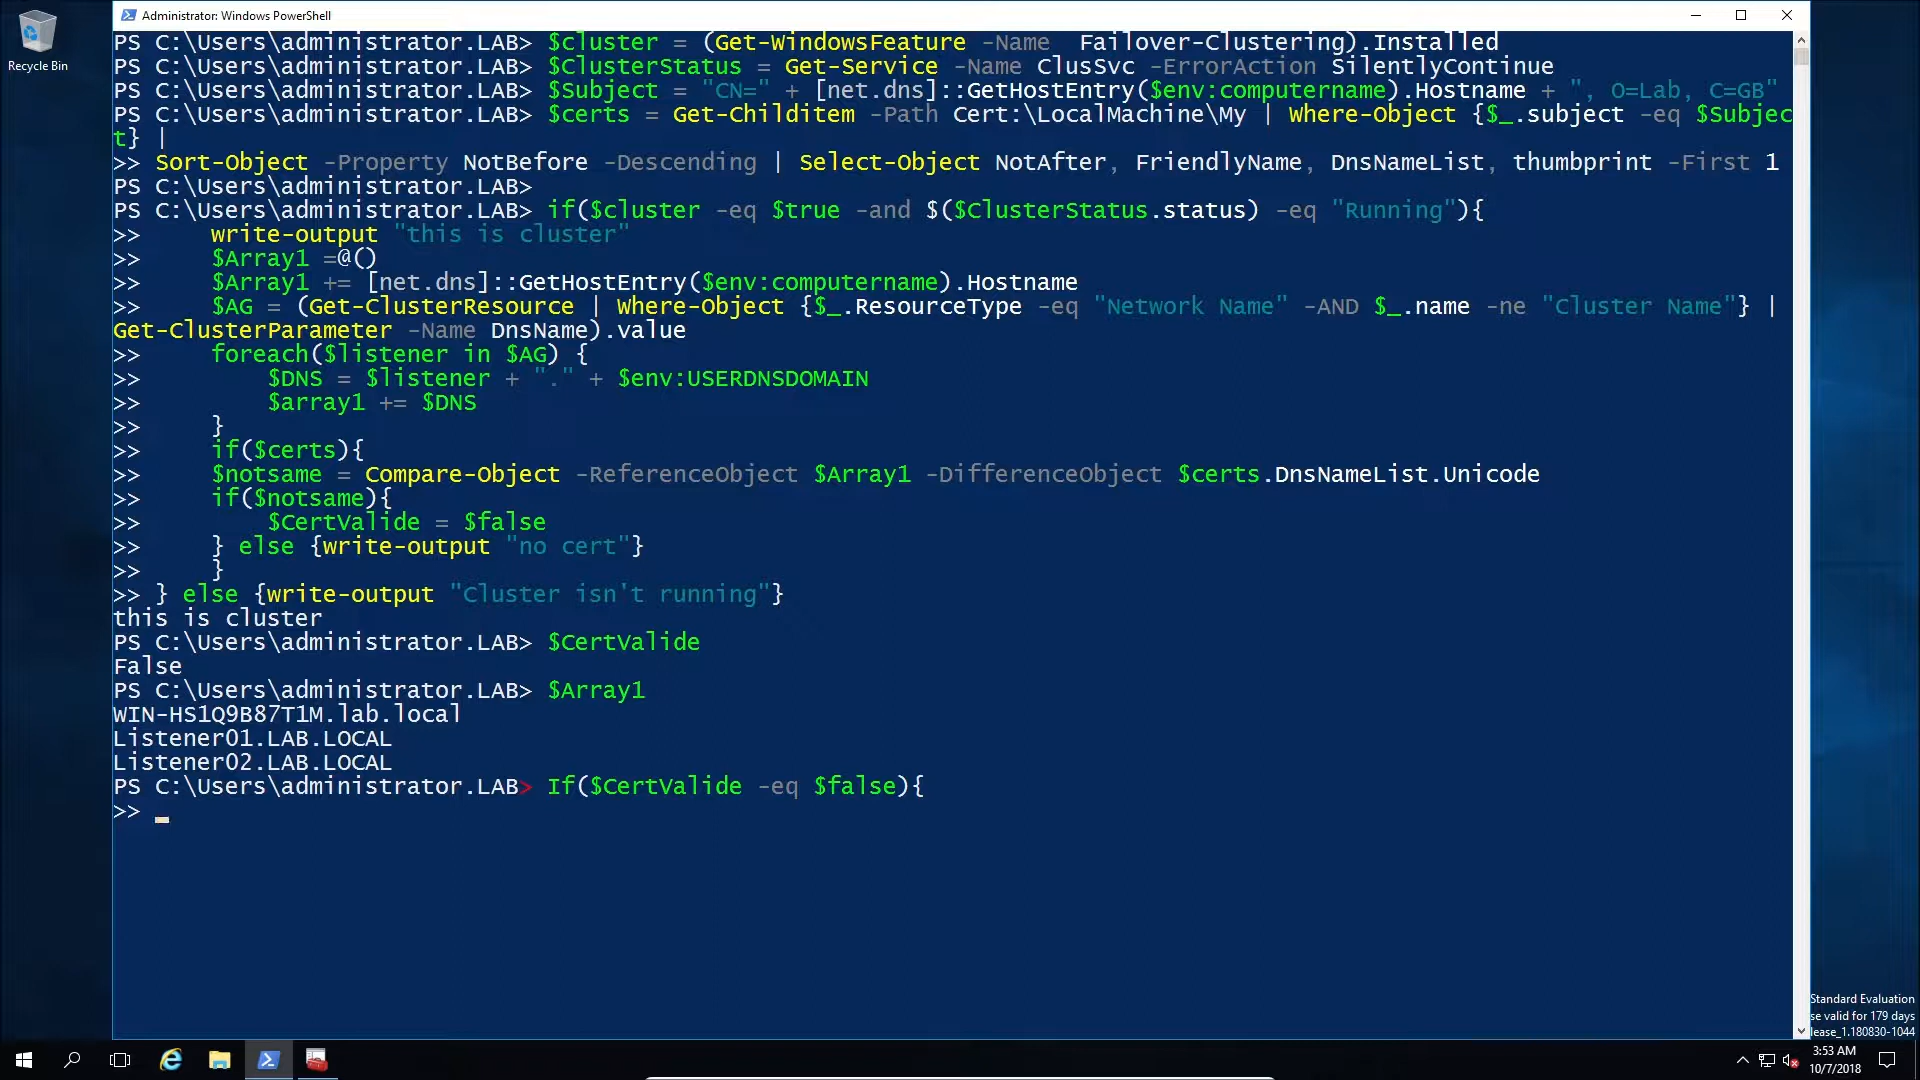 Recycle Bin
Administrator: Windows PowerShell
PS C:\Users\administrator.LAB> $cluster = (Get-WindowsFeature -Name  Failover-Clustering).Installed
PS C:\Users\administrator.LAB> $ClusterStatus = Get-Service -Name ClusSvc -ErrorAction SilentlyContinue
PS C:\Users\administrator.LAB> $Subject = "CN=" + [net.dns]::GetHostEntry($env:computername).Hostname + ", O=Lab, C=GB"
PS C:\Users\administrator.LAB> $certs = Get-Childitem -Path Cert:\LocalMachine\My | Where-Object {$_.subject -eq $Subjec
t} |
>> Sort-Object -Property NotBefore -Descending | Select-Object NotAfter, FriendlyName, DnsNameList, thumbprint -First 1
PS C:\Users\administrator.LAB>
PS C:\Users\administrator.LAB> if($cluster -eq $true -and $($ClusterStatus.status) -eq "Running"){
>>     write-output "this is cluster"
>>     $Array1 =@()
>>     $Array1 += [net.dns]::GetHostEntry($env:computername).Hostname
>>     $AG = (Get-ClusterResource | Where-Object {$_.ResourceType -eq "Network Name" -AND $_.name -ne "Cluster Name"} |
Get-ClusterParameter -Name DnsName).value
>>     foreach($listener in $AG) {
>>         $DNS = $listener + "." + $env:USERDNSDOMAIN
>>         $array1 += $DNS
>>     }
>>     if($certs){
>>     $notsame = Compare-Object -ReferenceObject $Array1 -DifferenceObject $certs.DnsNameList.Unicode
>>     if($notsame){
>>         $CertValide = $false
>>     } else {write-output "no cert"}
>>     }
>> } else {write-output "Cluster isn't running"}
this is cluster
PS C:\Users\administrator.LAB> $CertValide
False
PS C:\Users\administrator.LAB> $Array1
WIN-HS1Q9B87T1M.lab.local
Listener01.LAB.LOCAL
Listener02.LAB.LOCAL
PS C:\Users\administrator.LAB> If($CertValide -eq $false){
>>
Standard Evaluation
se valid for 179 days
lease_1.180830-1044
3:53 AM
10/7/2018